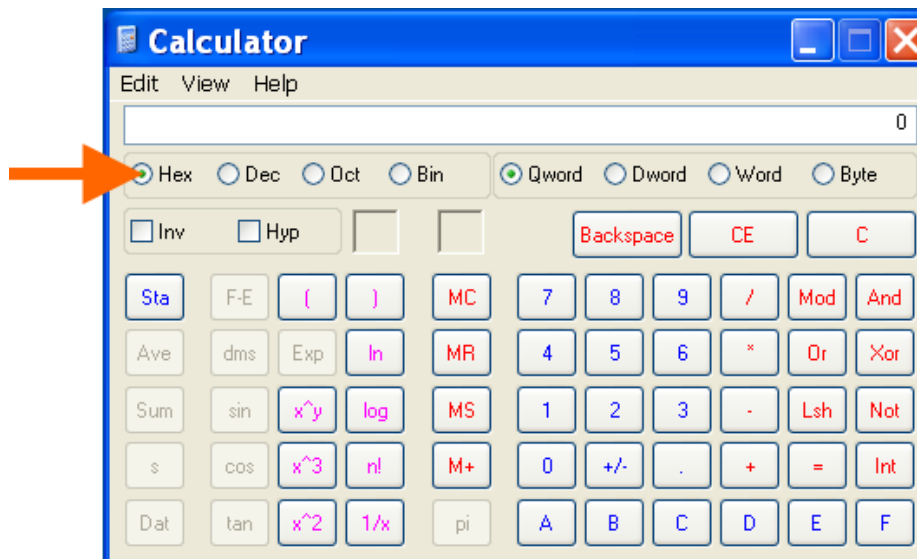 Calculator
Edit View Help
0
Hex Dec Oct Bin Qword Dword Word Byte
Inv Hyp Backspace CE C
Sta F-E ( ) MC 7 8 9 / Mod And
Ave dms Exp ln MR 4 5 6 * Or Xor
Sum sin x^y log MS 1 2 3 - Lsh Not
s cos x^3 n! M+ 0 +/- . + = Int
Dat tan x^2 1/x pi A B C D E F